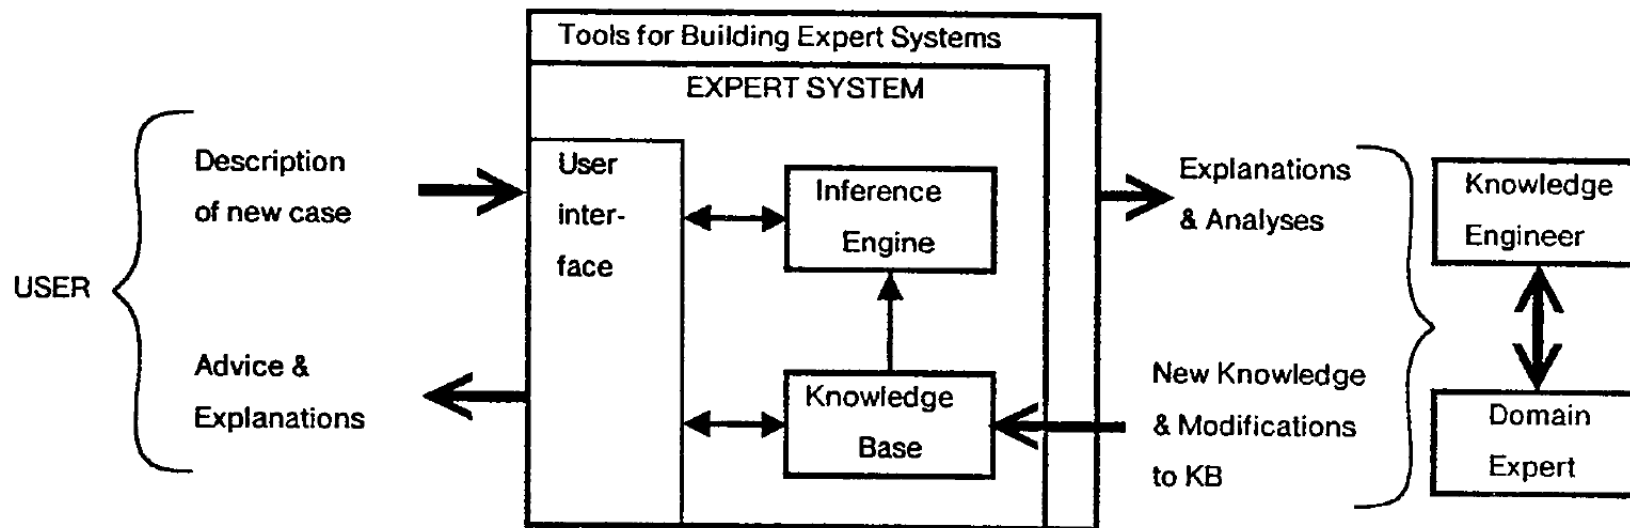 Tools for Building Expert Systems
EXPERT SYSTEM
USER
Description
of new case
Advice &
Explanations
User
inter-
face
Inference
Engine
Knowledge
Base
Explanations
& Analyses
New Knowledge
& Modifications
to KB
Knowledge
Engineer
Domain
Expert